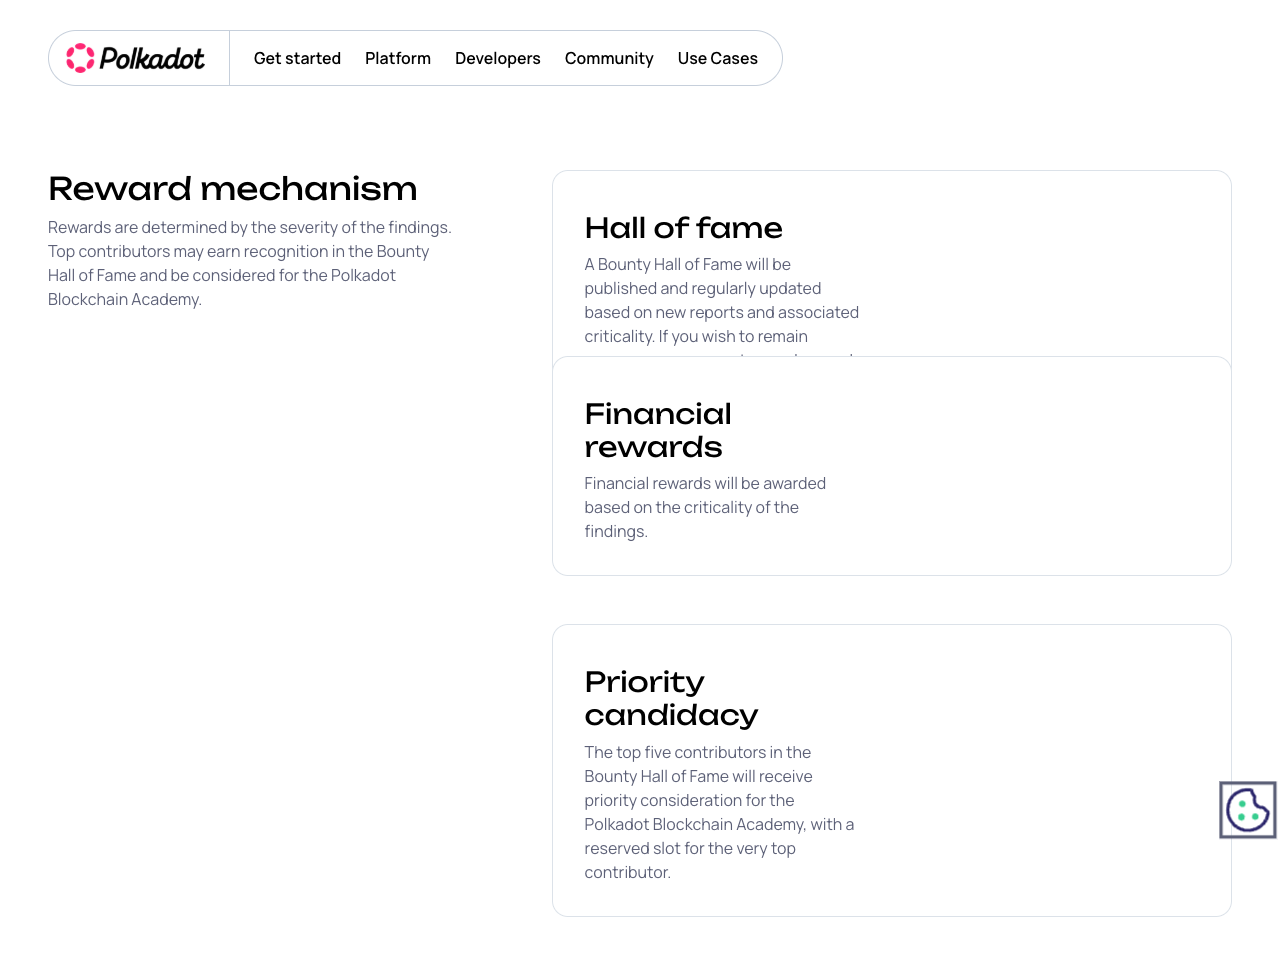 Polkadot
Get started
Platform
Developers
Community
Use Cases
Reward mechanism
Rewards are determined by the severity of the findings.
Top contributors may earn recognition in the Bounty
Hall of Fame and be considered for the Polkadot
Blockchain Academy.
Hall of fame
A Bounty Hall of Fame will be
published and regularly updated
based on new reports and associated
criticality. If you wish to remain
Financial
rewards
Financial rewards will be awarded
based on the criticality of the
findings.
Priority
candidacy
The top five contributors in the
Bounty Hall of Fame will receive
priority consideration for the
Polkadot Blockchain Academy, with a
reserved slot for the very top
contributor.